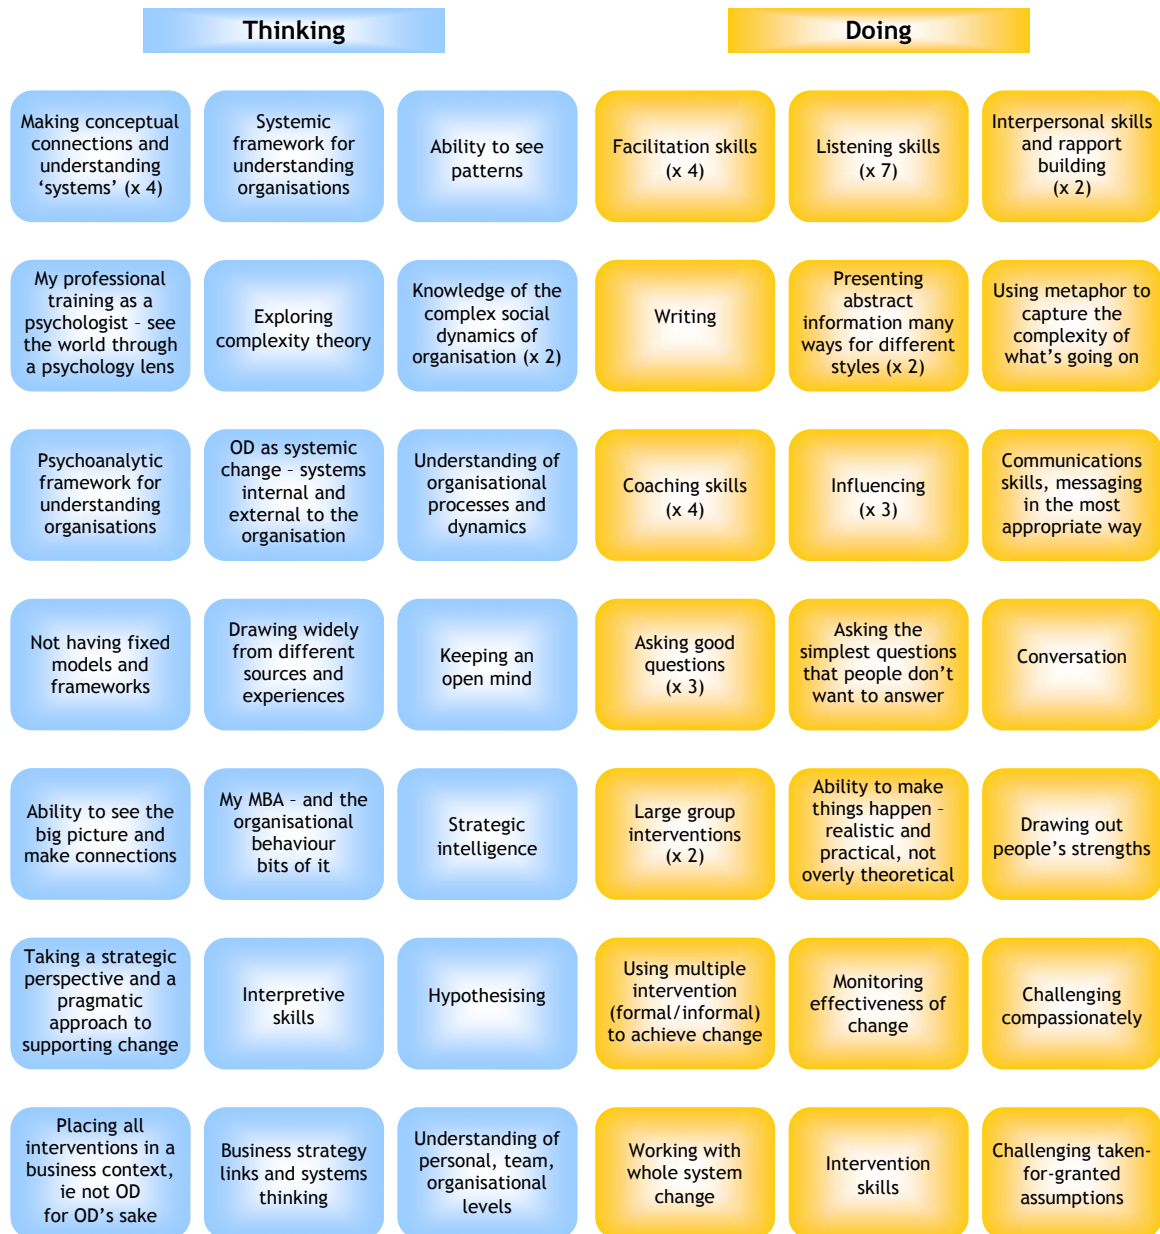 Thinking
Doing
Making conceptual
connections and
understanding
‘systems’ (x 4)
Systemic
framework for
understanding
organisations
Ability to see
patterns
Facilitation skills
(x 4)
Listening skills
(x 7)
Interpersonal skills
and rapport
building
(x 2)
My professional
training as a
psychologist – see
the world through
a psychology lens
Exploring
complexity theory
Knowledge of the
complex social
dynamics of
organisation (x 2)
Writing
Presenting
abstract
information many
ways for different
styles (x 2)
Using metaphor to
capture the
complexity of
what’s going on
Psychoanalytic
framework for
understanding
organisations
OD as systemic
change – systems
internal and
external to the
organisation
Understanding of
organisational
processes and
dynamics
Coaching skills
(x 4)
Influencing
(x 3)
Communications
skills, messaging
in the most
appropriate way
Not having fixed
models and
frameworks
Drawing widely
from different
sources and
experiences
Keeping an
open mind
Asking good
questions
(x 3)
Asking the
simplest questions
that people don’t
want to answer
Conversation
Ability to see the
big picture and
make connections
My MBA – and the
organisational
behaviour
bits of it
Strategic
intelligence
Large group
interventions
(x 2)
Ability to make
things happen –
realistic and
practical, not
overly theoretical
Drawing out
people’s strengths
Taking a strategic
perspective and a
pragmatic
approach to
supporting change
Interpretive
skills
Hypothesising
Using multiple
intervention
(formal/informal)
to achieve change
Monitoring
effectiveness of
change
Challenging
compassionately
Placing all
interventions in a
business context,
ie not OD
for OD’s sake
Business strategy
links and systems
thinking
Understanding of
personal, team,
organisational
levels
Working with
whole system
change
Intervention
skills
Challenging taken-
for-granted
assumptions